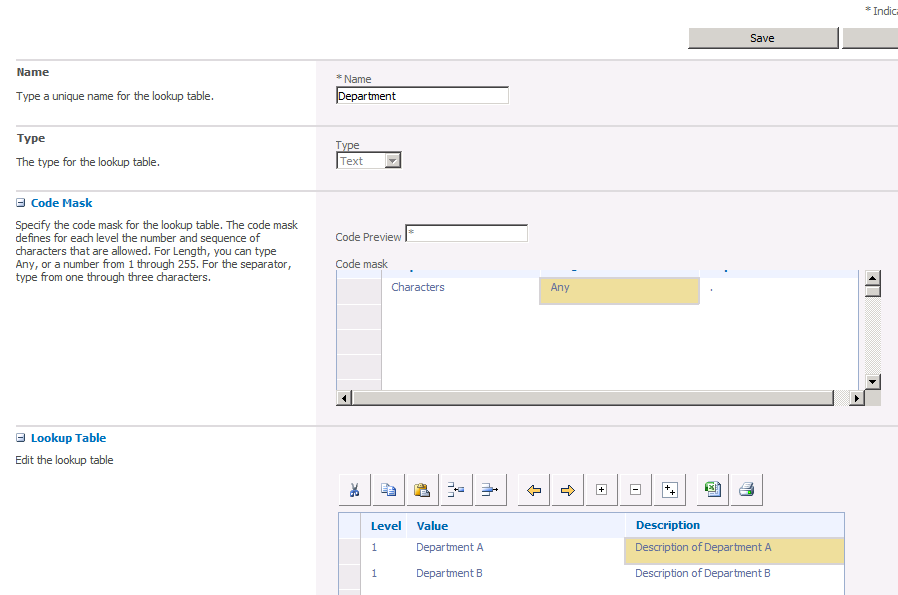 * Indica
Save
Name
Type a unique name for the lookup table.
* Name
Department
Type
The type for the lookup table.
Type
Text
Code Mask
Specify the code mask for the lookup table. The code mask
defines for each level the number and sequence of
characters that are allowed. For Length, you can type
Any, or a number from 1 through 255. For the separator,
type from one through three characters.
Code Preview *
Code mask
Characters Any .
Lookup Table
Edit the lookup table
Level Value Description
1 Department A Description of Department A
1 Department B Description of Department B